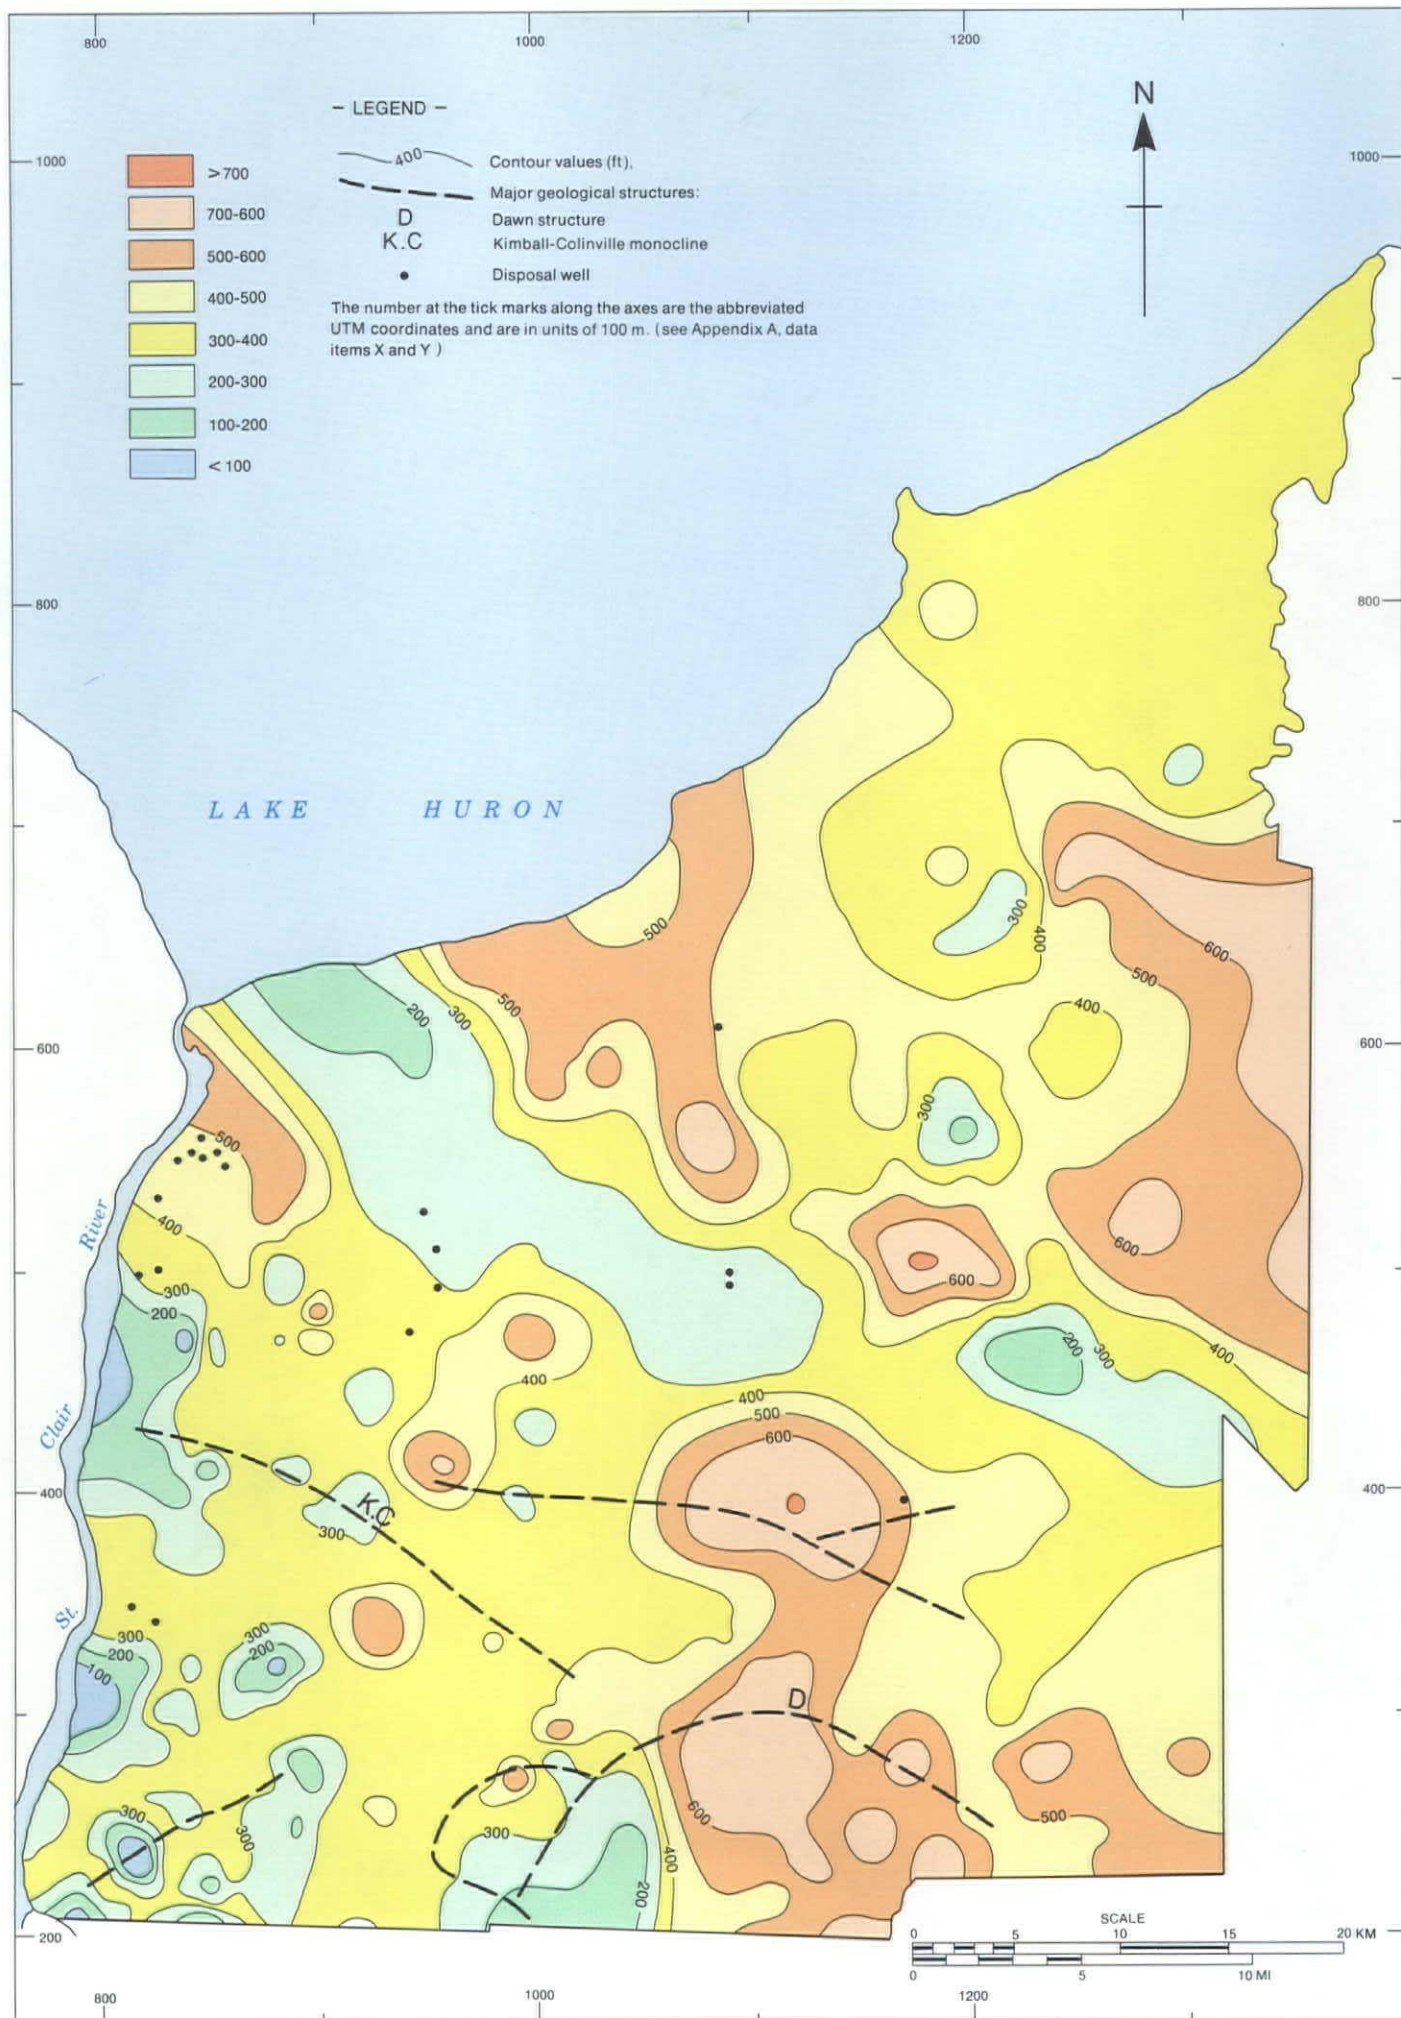 800
1000
1200
– LEGEND –
>700
700-600
500-600
400-500
300-400
200-300
100-200
<100
400
Contour values (ft).
Major geological structures:
D
Dawn structure
K.C
Kimball-Colinville monocline
Disposal well
The number at the tick marks along the axes are the abbreviated
UTM coordinates and are in units of 100 m. (see Appendix A, data
items X and Y )
N
1000
1000
800
800
LAKE HURON
300
500
400
600
500
500
200
300
400
600
600
300
500
River
400
600
600
300
200
200
300
400
400
400
500
600
Clair
400
400
K.C
300
St.
300
200
100
300
200
D
300
300
300
600
500
400
200
200
SCALE
0 5 10 15 20 KM
0 5 10 MI
800
1000
1200